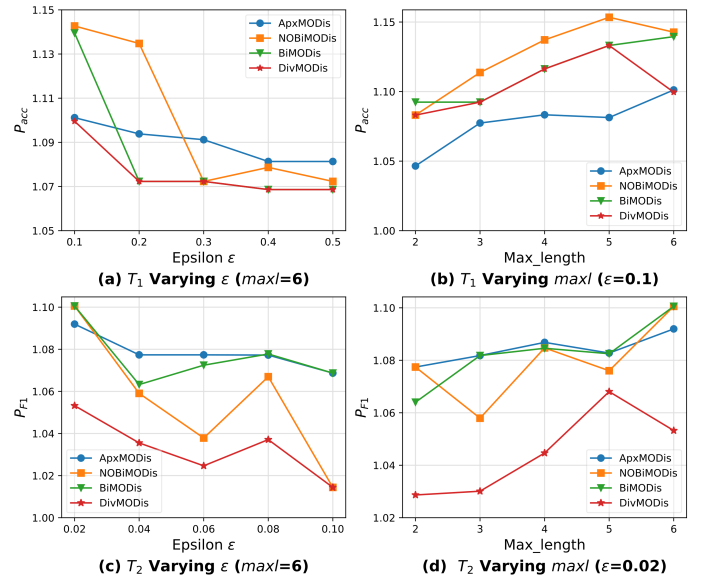 1.15
1.13
1.11
1.09
1.07
1.05
P_acc
ApxMODis
NOBiMODis
BiMODis
DivMODis
0.1 0.2 0.3 0.4 0.5
Epsilon ε
(a) T₁ Varying ε (maxl=6)
1.15
1.10
1.05
1.00
P_acc
ApxMODis
NOBiMODis
BiMODis
DivMODis
2 3 4 5 6
Max_length
(b) T₁ Varying maxl (ε=0.1)
1.10
1.08
1.06
1.04
1.02
1.00
P_F1
ApxMODis
NOBiMODis
BiMODis
DivMODis
0.02 0.04 0.06 0.08 0.10
Epsilon ε
(c) T₂ Varying ε (maxl=6)
1.10
1.08
1.06
1.04
1.02
P_F1
ApxMODis
NOBiMODis
BiMODis
DivMODis
2 3 4 5 6
Max_length
(d) T₂ Varying maxl (ε=0.02)